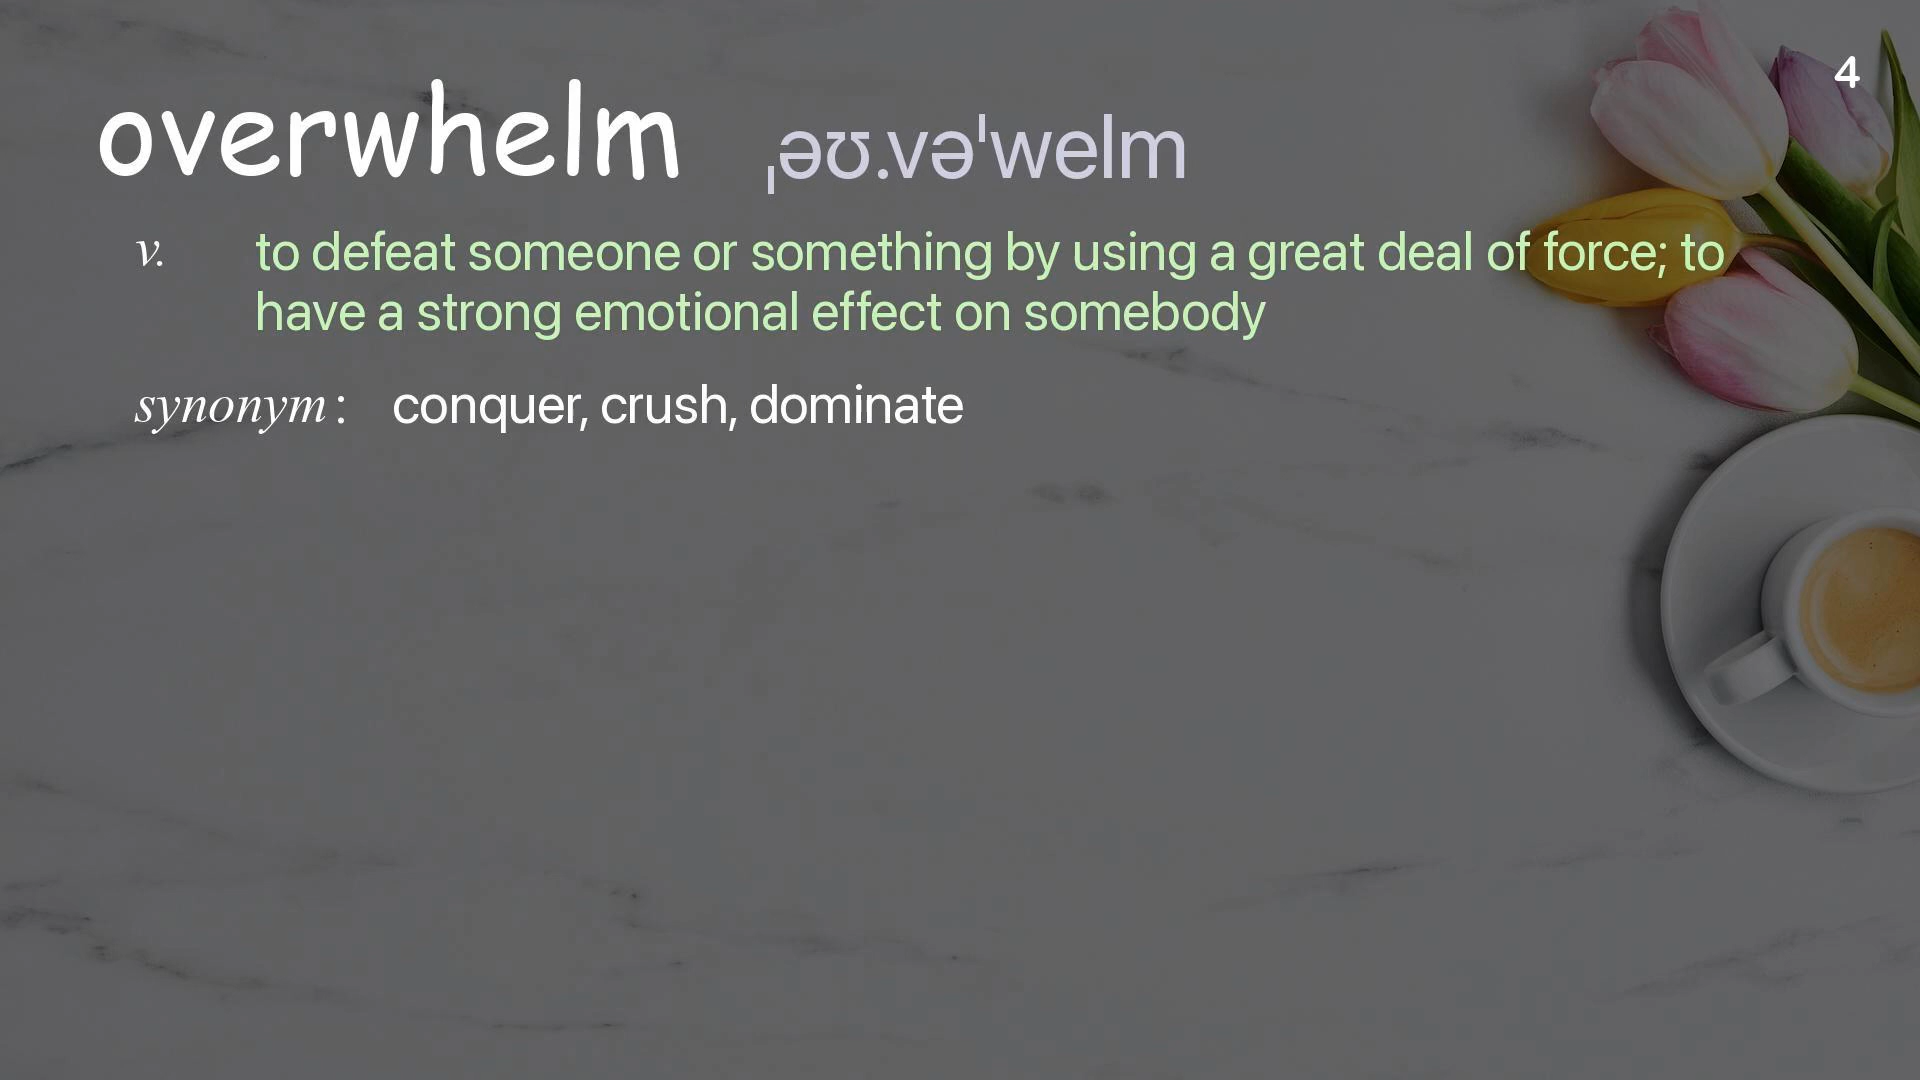 4
overwhelm ˌəʊ.vəˈwelm
v. to defeat someone or something by using a great deal of force; to
have a strong emotional effect on somebody
synonym: conquer, crush, dominate